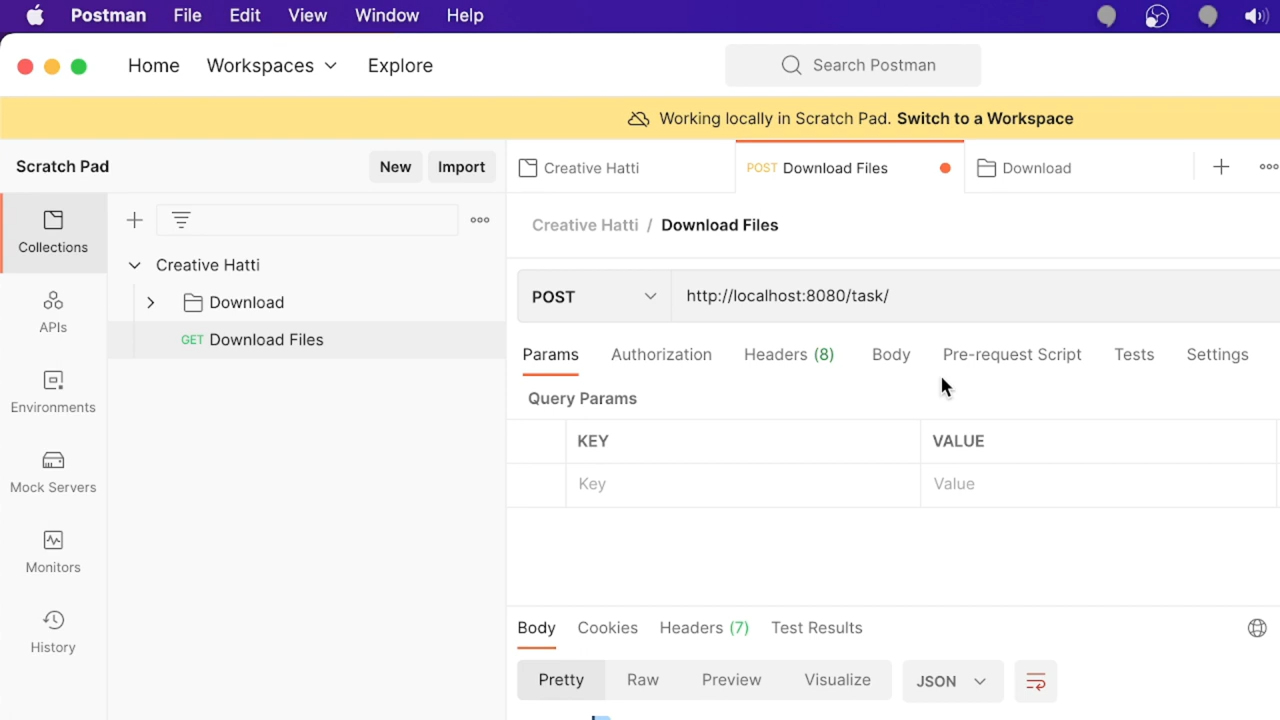 Postman File Edit View Window Help
Home Workspaces Explore Search Postman
Working locally in Scratch Pad. Switch to a Workspace
Scratch Pad New Import
Creative Hatti POST Download Files Download
Collections
Creative Hatti / Download Files
Creative Hatti
POST http://localhost:8080/task/
Download
APIs
GET Download Files
Params Authorization Headers (8) Body Pre-request Script Tests Settings
Environments
Query Params
KEY VALUE
Mock Servers
Key Value
Monitors
Body Cookies Headers (7) Test Results
History
Pretty Raw Preview Visualize JSON